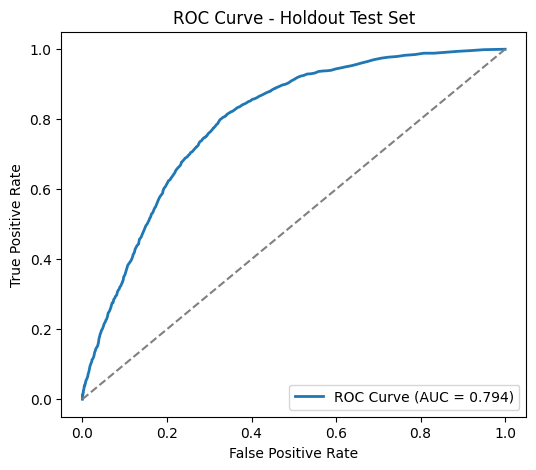 ROC Curve - Holdout Test Set
True Positive Rate
1.0
0.8
0.6
0.4
0.2
0.0
ROC Curve (AUC = 0.794)
0.0 0.2 0.4 0.6 0.8 1.0
False Positive Rate